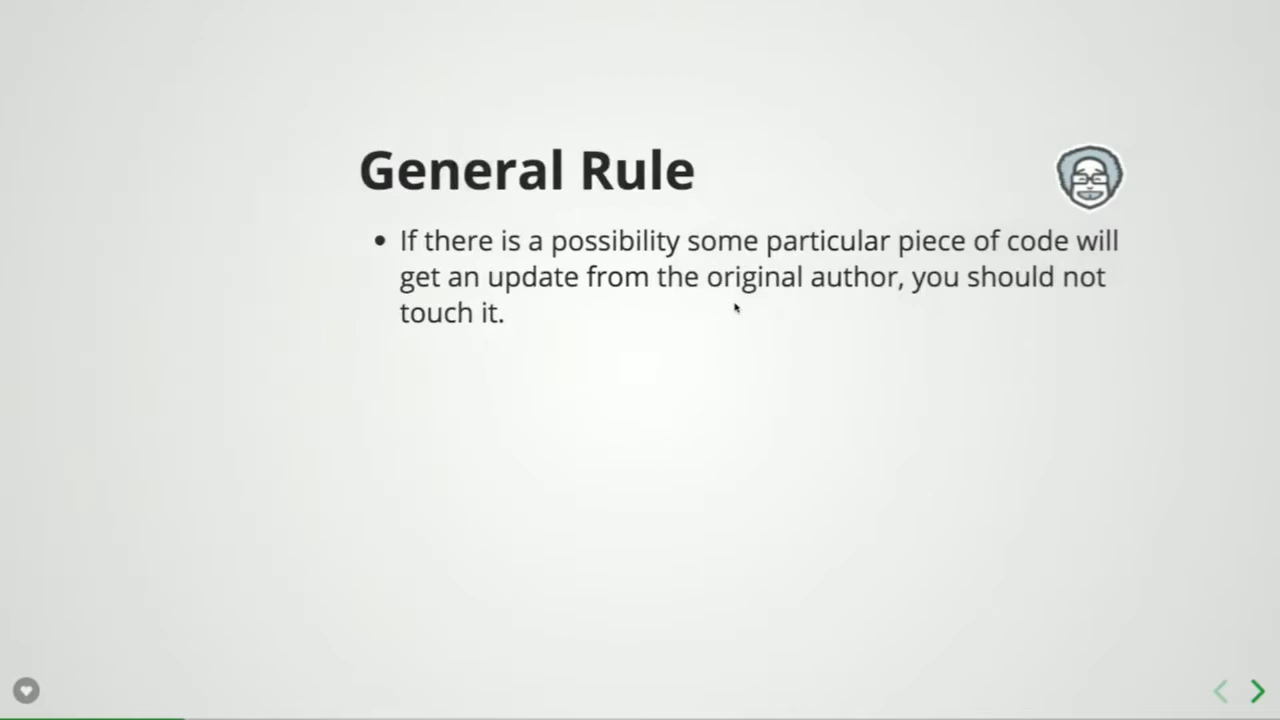 General Rule
• If there is a possibility some particular piece of code will
get an update from the original author, you should not
touch it.